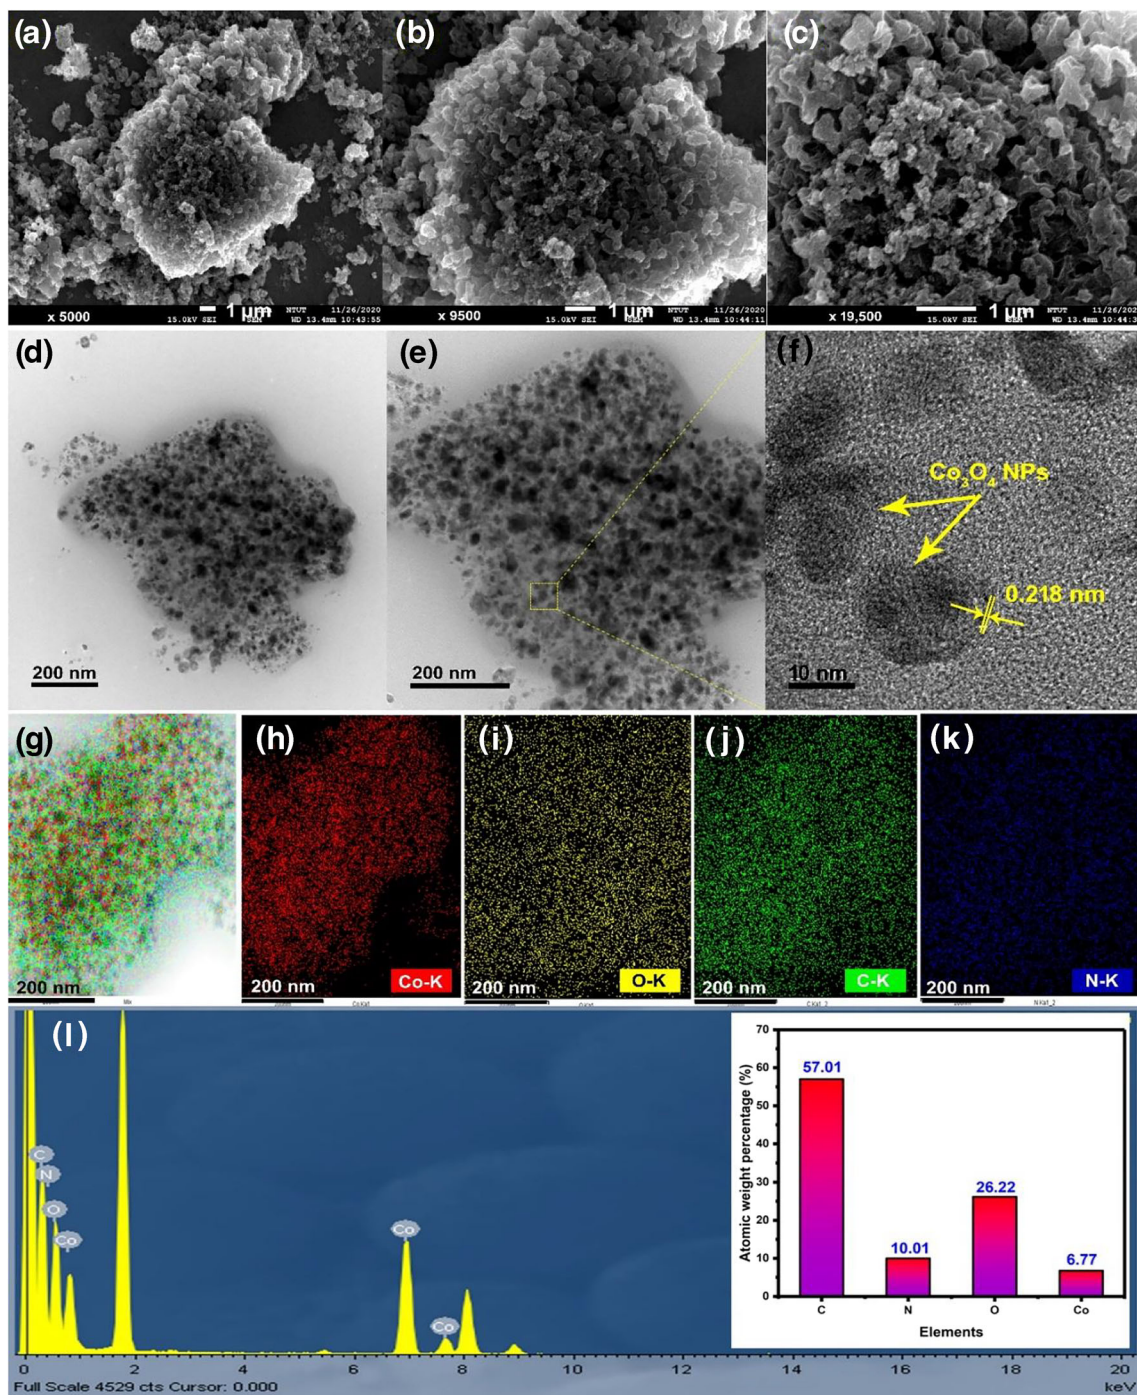 (a)
(b)
(c)
x 5000
1 µm
NTUT 11/26/2020
15.0kV SEI SEM WD 13.4mm 10:43:55
x 9500
1 µm
NTUT 11/26/2020
15.0kV SEI SEM WD 13.4mm 10:44:11
x 19,500
1 µm
NTUT 11/26/202
15.0kV SEI SEM WD 13.4mm 10:44:3
(d)
(e)
(f)
Co₃O₄ NPs
0.218 nm
200 nm
200 nm
10 nm
(g)
(h)
(i)
(j)
(k)
200 nm
200 nm
Co-K
200 nm
O-K
200 nm
C-K
200 nm
N-K
(l)
C
N
O
Co
Co
Co
0 2 4 6 8 10 12 14 16 18 20
Full Scale 4529 cts Cursor: 0.000
keV
Atomic weight percentage (%)
70
60
50
40
30
20
10
0
57.01
10.01
26.22
6.77
C N O Co
Elements